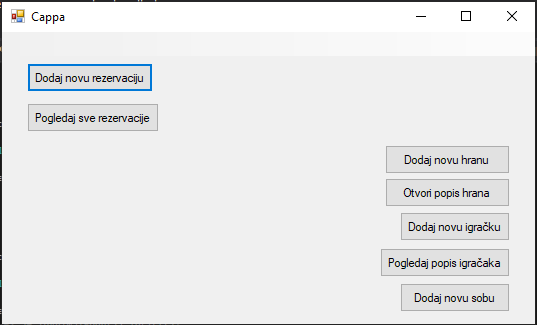 Cappa
Dodaj novu rezervaciju
Pogledaj sve rezervacije
Dodaj novu hranu
Otvori popis hrana
Dodaj novu igračku
Pogledaj popis igračaka
Dodaj novu sobu